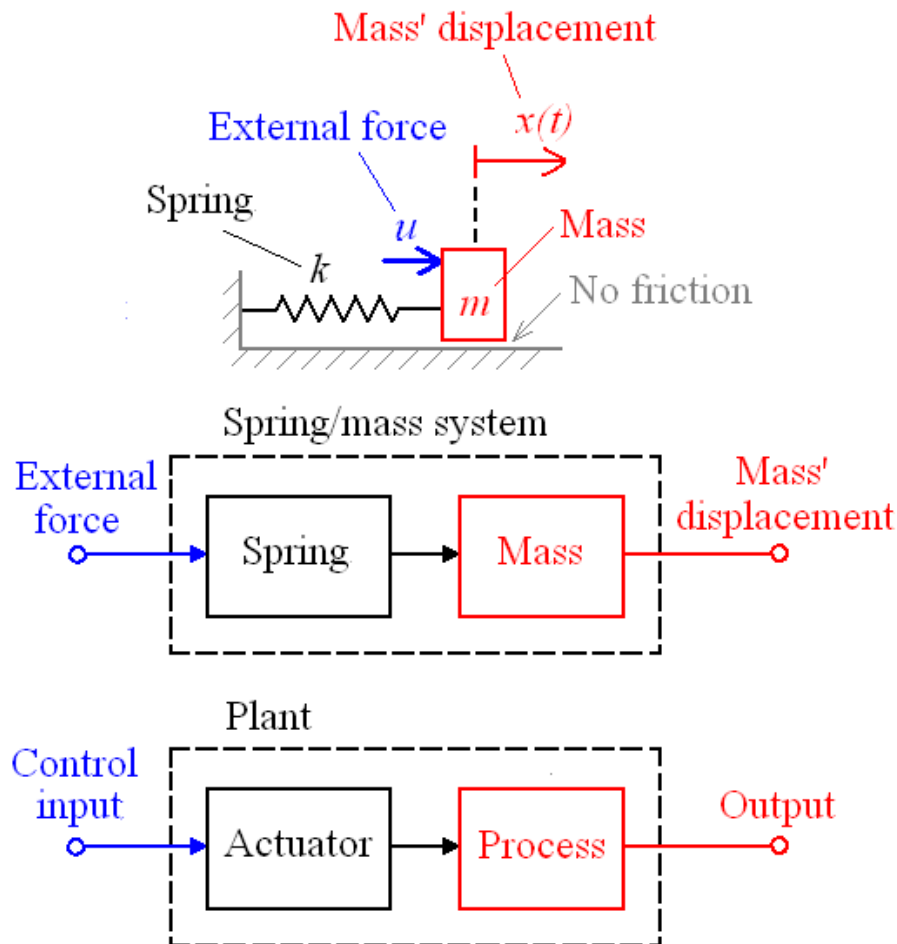 Mass' displacement
x(t)
External force
Spring
u
Mass
k
No friction
m
Spring/mass system
External
force
Mass'
displacement
Spring
Mass
Plant
Control
input
Output
Actuator
Process